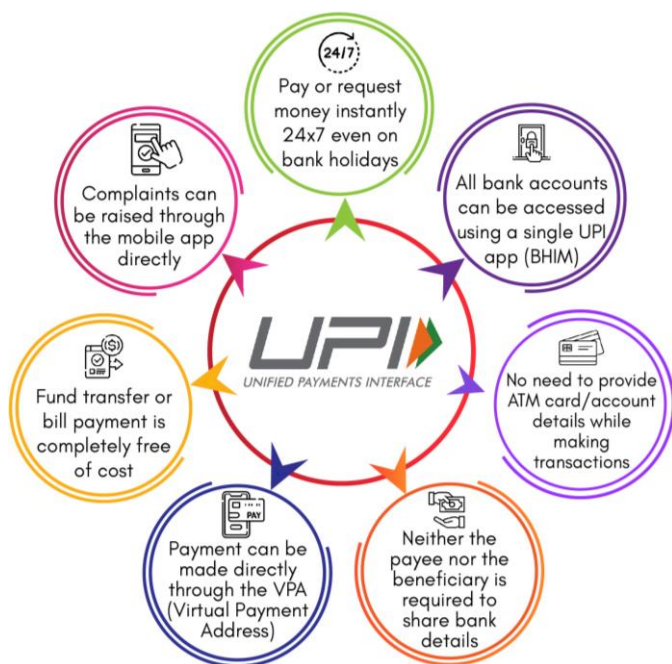 24/7
Pay or request
money instantly
24x7 even on
bank holidays
All bank accounts
can be accessed
using a single UPI
app (BHIM)
No need to provide
ATM card/account
details while
making
transactions
Neither the
payee nor the
beneficiary is
required to
share bank
details
PAY
Payment can be
made directly
through the VPA
(Virtual Payment
Address)
Fund transfer or
bill payment is
completely free
of cost
Complaints can
be raised through
the mobile app
directly
UPI
UNIFIED PAYMENTS INTERFACE